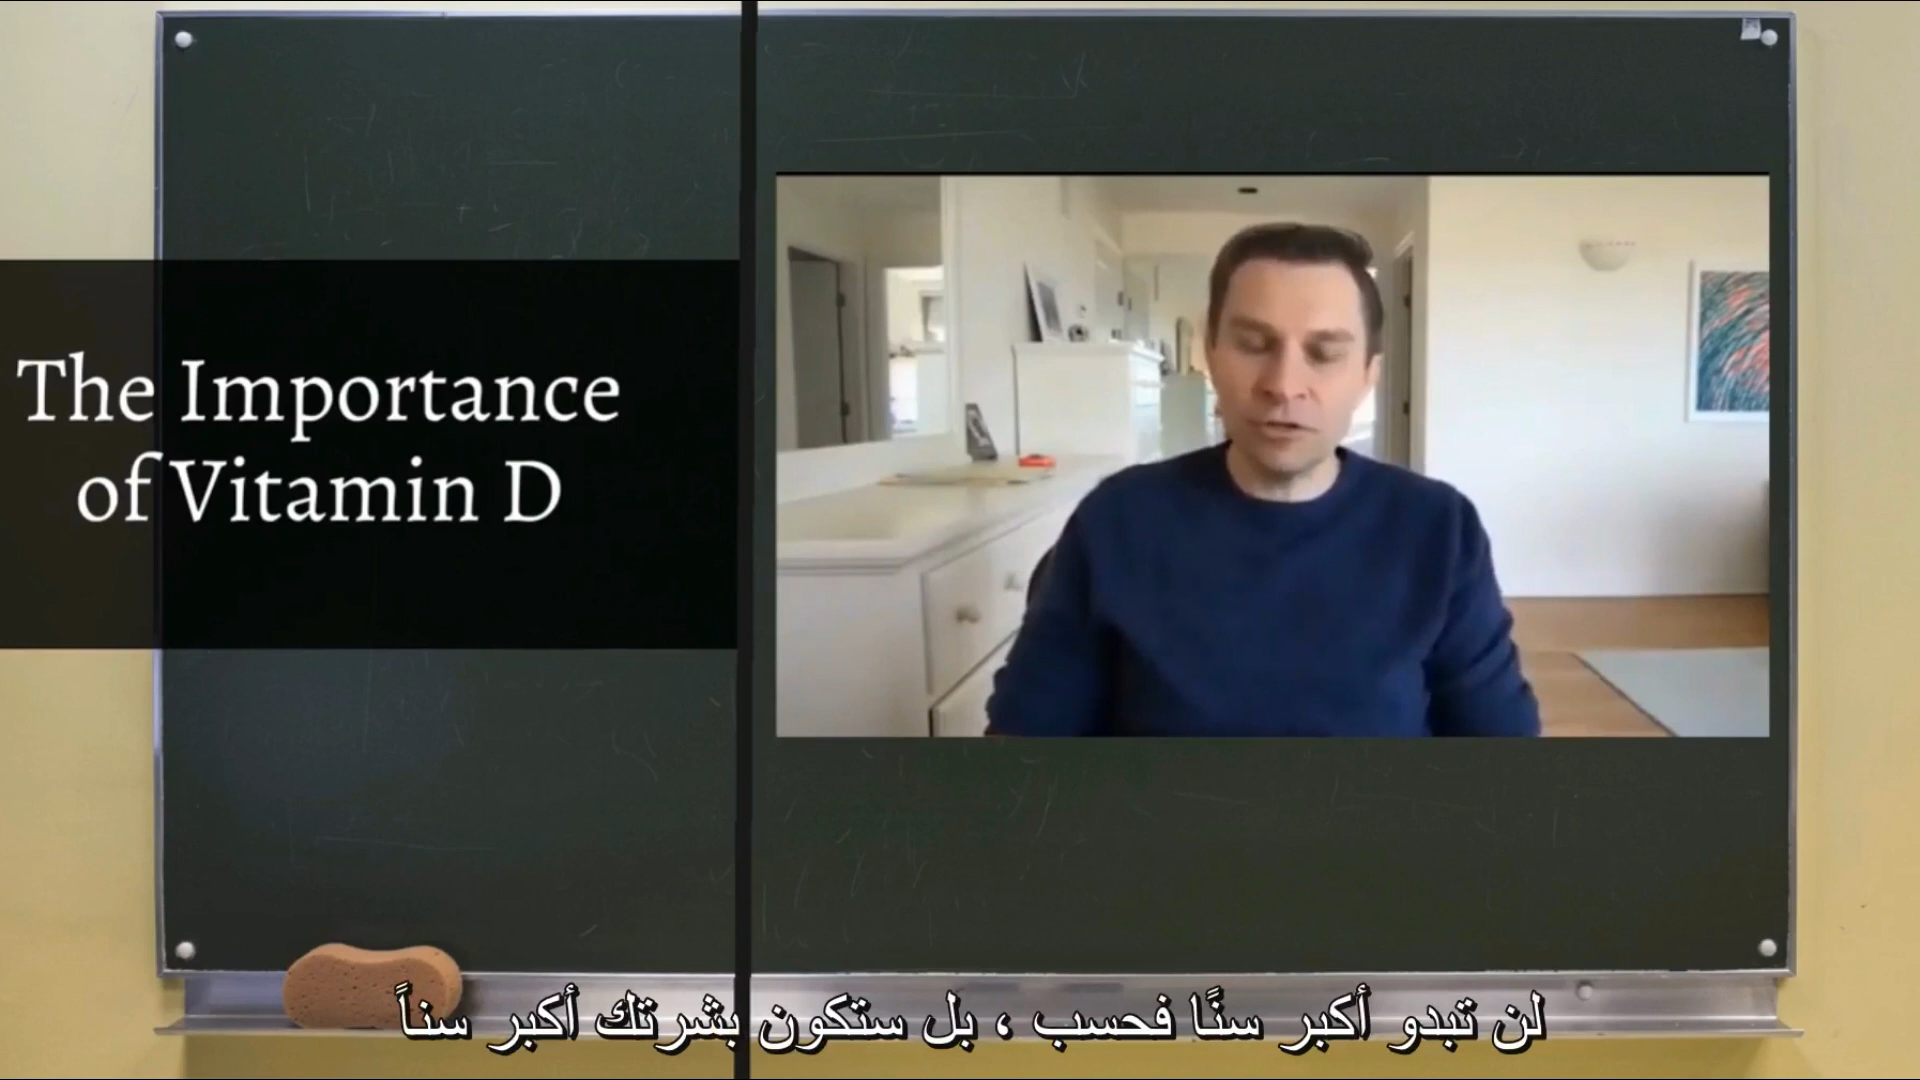 The Importance
of Vitamin D
لن تبدو أكبر سنًا فحسب ، بل ستكون بشرتك أكبر سناً